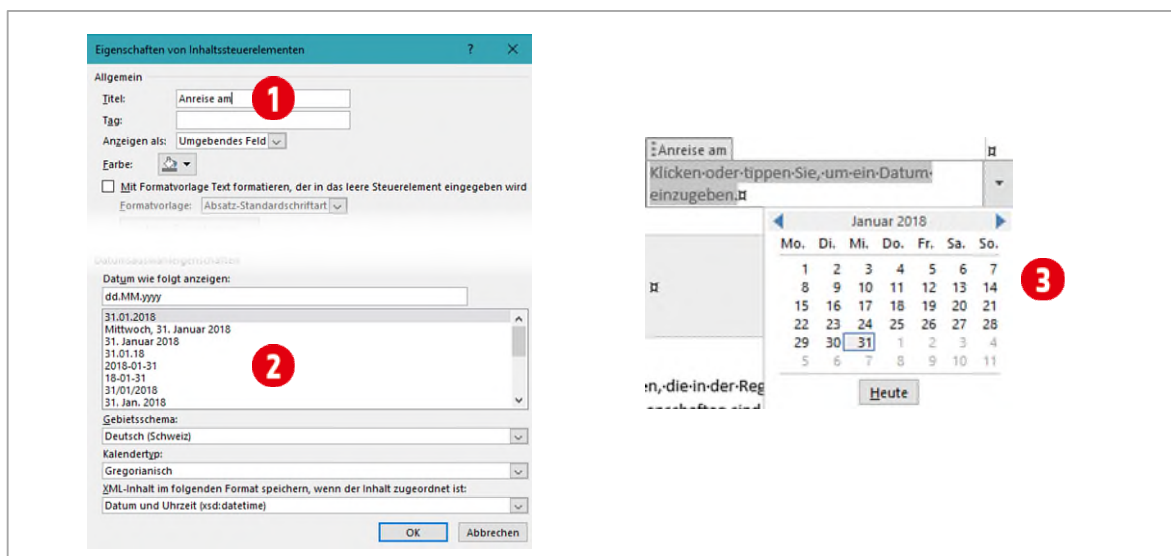 Eigenschaften von Inhaltssteuerelementen ? ×
Allgemein
Titel: Anreise am
1
Tag:
Anzeigen als: Umgebendes Feld
Farbe:
Mit Formatvorlage Text formatieren, der in das leere Steuerelement eingegeben wird
Formatvorlage: Absatz-Standardschriftart
Datumsauswahleigenschaften
Datum wie folgt anzeigen:
dd.MM.yyyy
31.01.2018
Mittwoch, 31. Januar 2018
31. Januar 2018
31.01.18
2018-01-31
18-01-31
31/01/2018
31. Jan. 2018
2
Gebietsschema:
Deutsch (Schweiz)
Kalendertyp:
Gregorianisch
XML-Inhalt im folgenden Format speichern, wenn der Inhalt zugeordnet ist:
Datum und Uhrzeit (xsd:datetime)
OK Abbrechen
Anreise am ¤
Klicken·oder·tippen·Sie,·um·ein·Datum·
einzugeben.¤
Januar 2018
Mo. Di. Mi. Do. Fr. Sa. So.
1 2 3 4 5 6 7
8 9 10 11 12 13 14
15 16 17 18 19 20 21
22 23 24 25 26 27 28
29 30 31 1 2 3 4
5 6 7 8 9 10 11
Heute
3
¤
en,·die·in·der·Reg